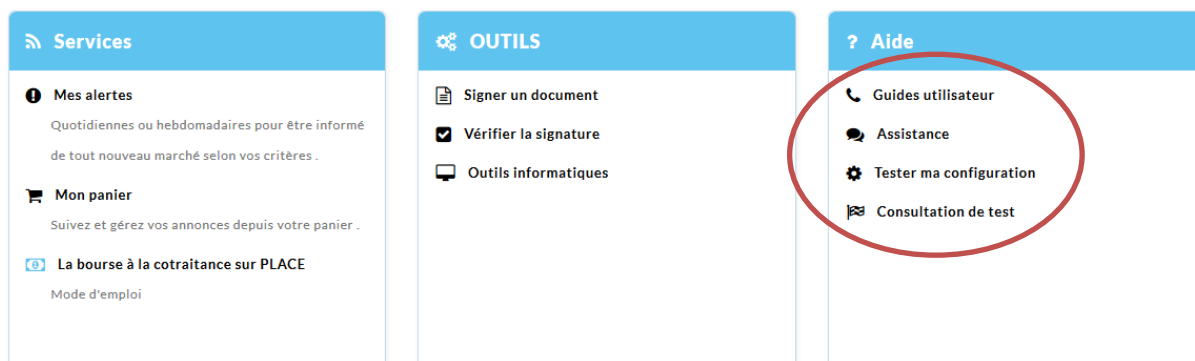 Services
Mes alertes
Quotidiennes ou hebdomadaires pour être informé
de tout nouveau marché selon vos critères .
Mon panier
Suivez et gérez vos annonces depuis votre panier .
La bourse à la cotraitance sur PLACE
Mode d'emploi
OUTILS
Signer un document
Vérifier la signature
Outils informatiques
? Aide
Guides utilisateur
Assistance
Tester ma configuration
Consultation de test